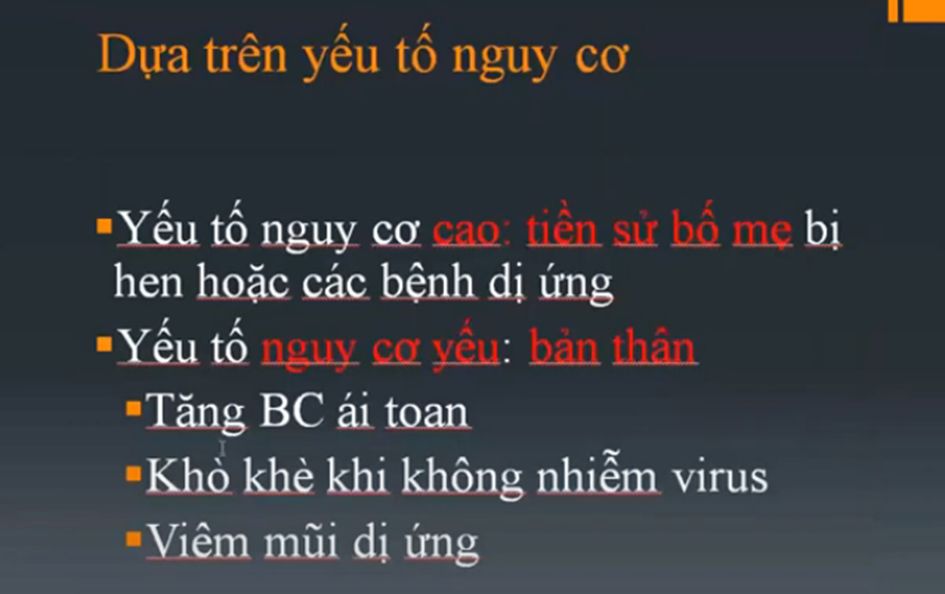 Dựa trên yếu tố nguy cơ
Yếu tố nguy cơ cao: tiền sử bố mẹ bị
hen hoặc các bệnh dị ứng
Yếu tố nguy cơ yếu: bản thân
Tăng BC ái toan
Khò khè khi không nhiễm virus
Viêm mũi dị ứng